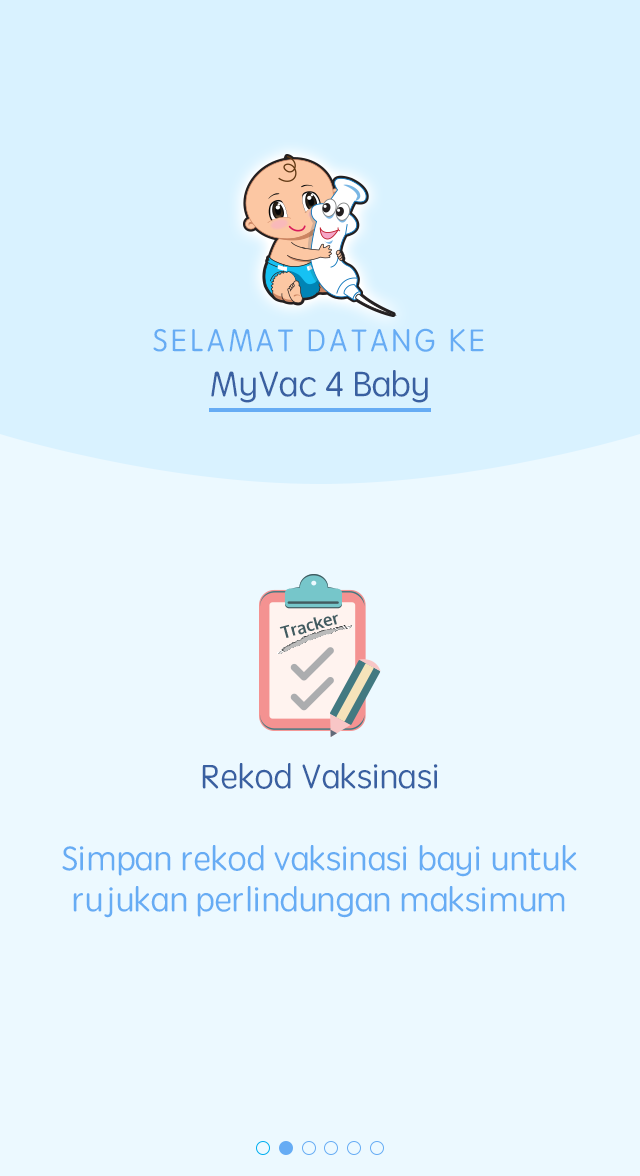 SELAMAT DATANG KE
MyVac 4 Baby
Tracker
Rekod Vaksinasi
Simpan rekod vaksinasi bayi untuk
rujukan perlindungan maksimum